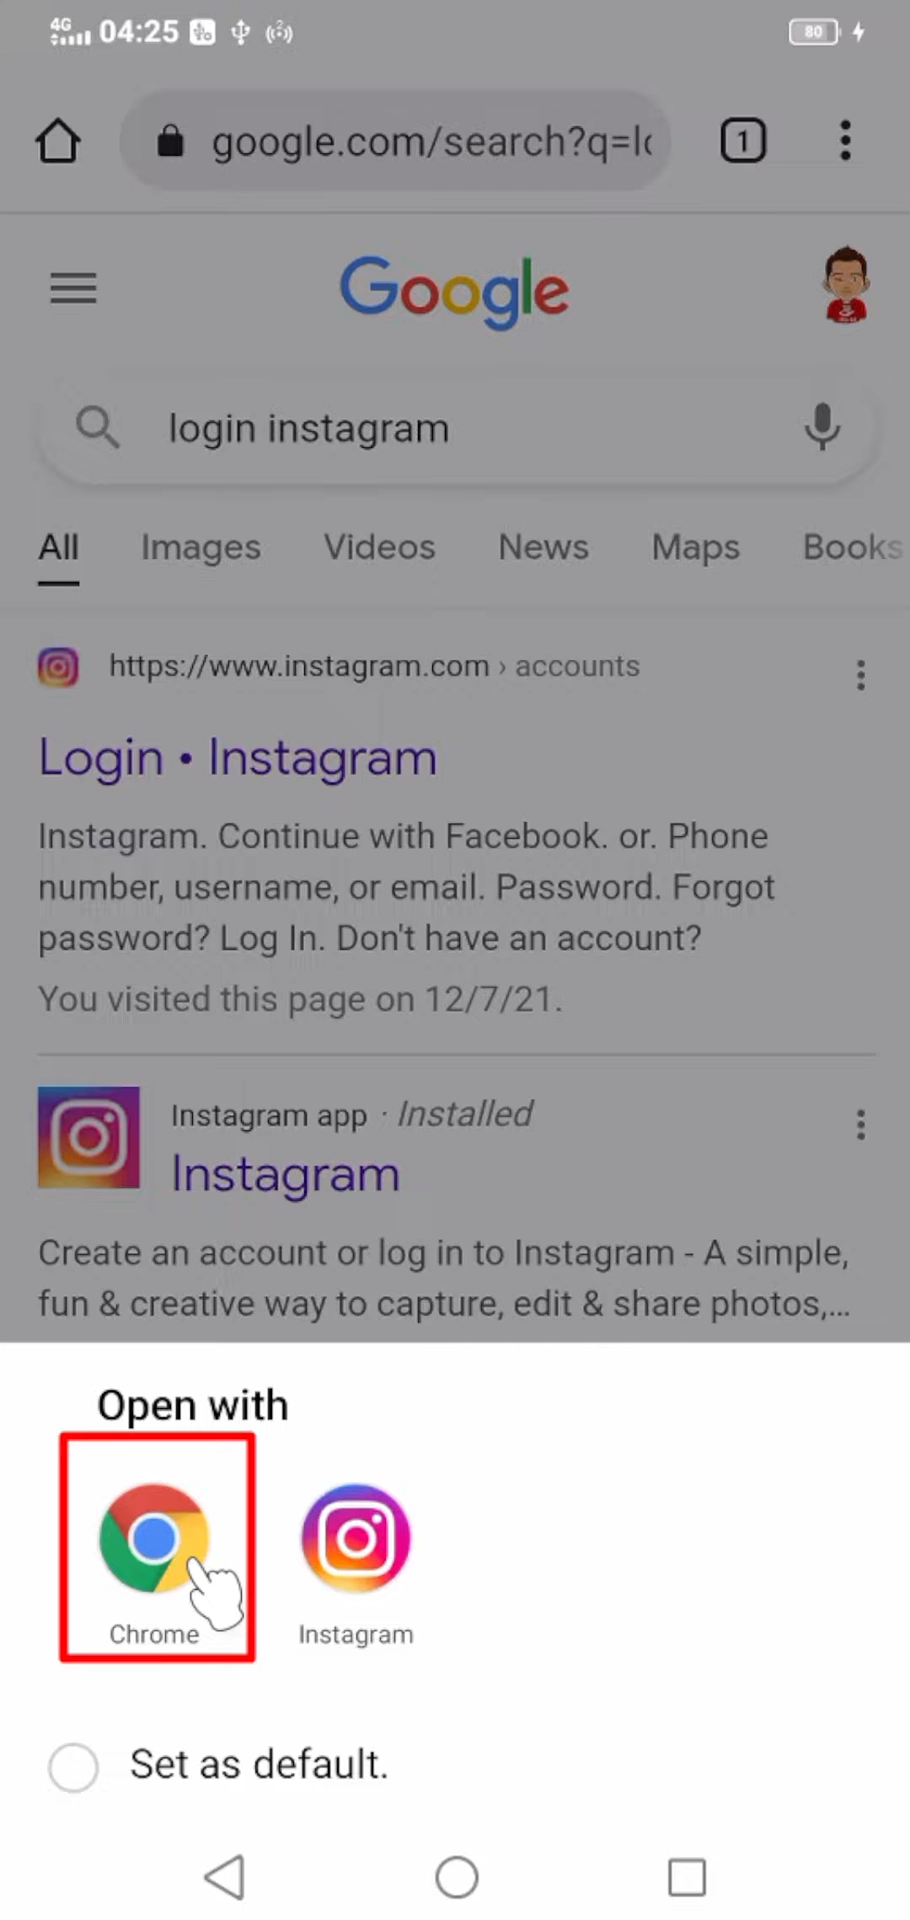 4G 04:25 80
google.com/search?q=lo
1
Google
login instagram
All Images Videos News Maps Books
https://www.instagram.com › accounts
Login • Instagram
Instagram. Continue with Facebook. or. Phone
number, username, or email. Password. Forgot
password? Log In. Don't have an account?
You visited this page on 12/7/21.
Instagram app · Installed
Instagram
Create an account or log in to Instagram - A simple,
fun & creative way to capture, edit & share photos,...
Open with
Chrome Instagram
Set as default.